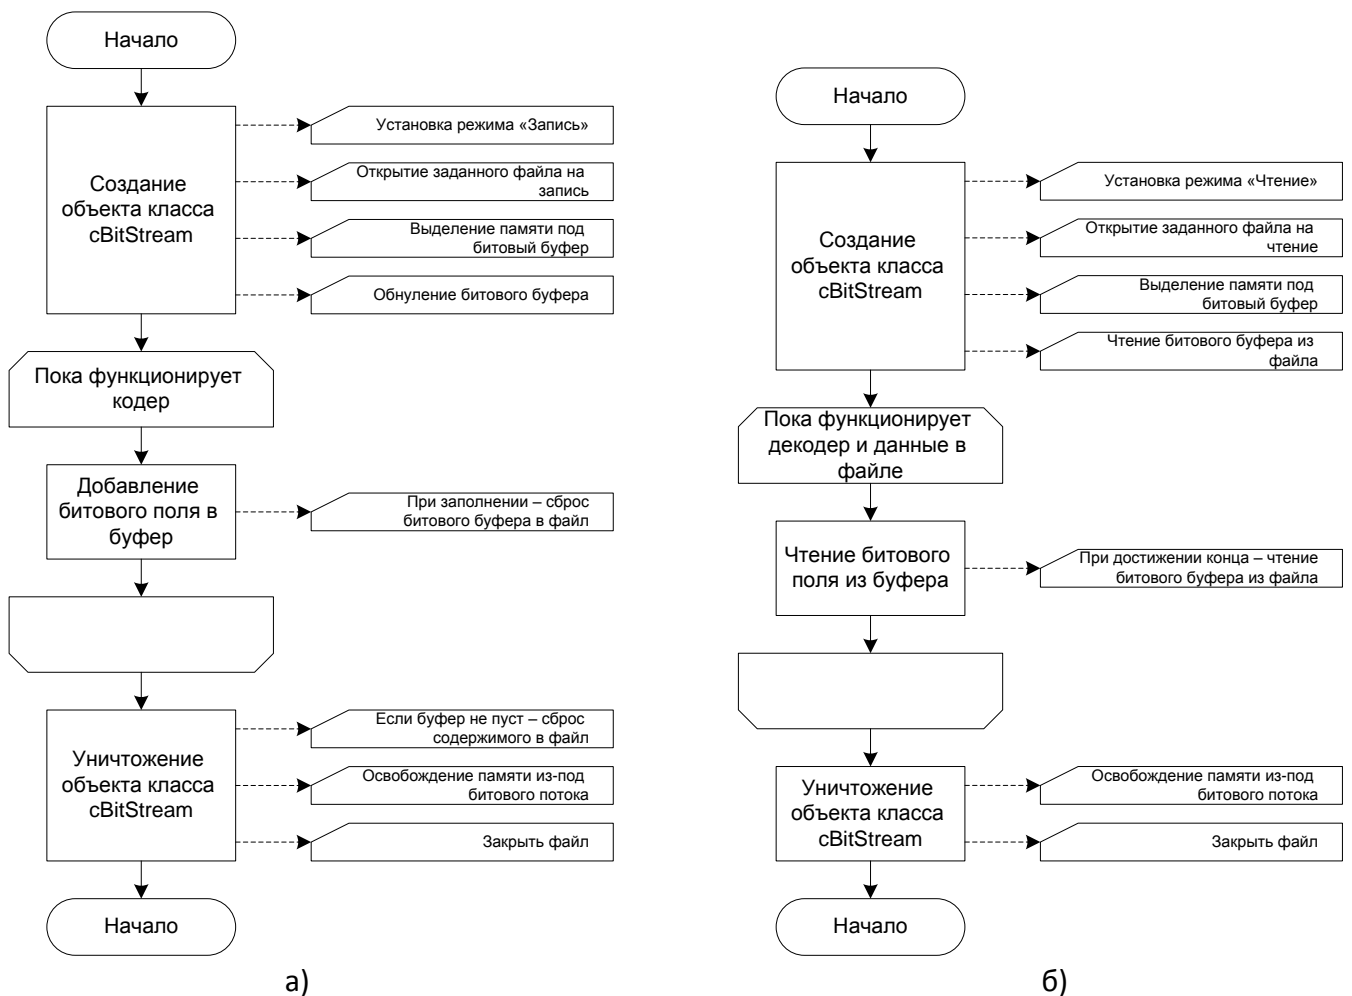 Начало
Создание
объекта класса
cBitStream
Установка режима «Запись»
Открытие заданного файла на
запись
Выделение памяти под
битовый буфер
Обнуление битового буфера
Пока функционирует
кодер
Добавление
битового поля в
буфер
При заполнении – сброс
битового буфера в файл
Уничтожение
объекта класса
cBitStream
Если буфер не пуст – сброс
содержимого в файл
Освобождение памяти из-под
битового потока
Закрыть файл
Начало
а)
Начало
Создание
объекта класса
cBitStream
Установка режима «Чтение»
Открытие заданного файла на
чтение
Выделение памяти под
битовый буфер
Чтение битового буфера из
файла
Пока функционирует
декодер и данные в
файле
Чтение битового
поля из буфера
При достижении конца – чтение
битового буфера из файла
Уничтожение
объекта класса
cBitStream
Освобождение памяти из-под
битового потока
Закрыть файл
Начало
б)